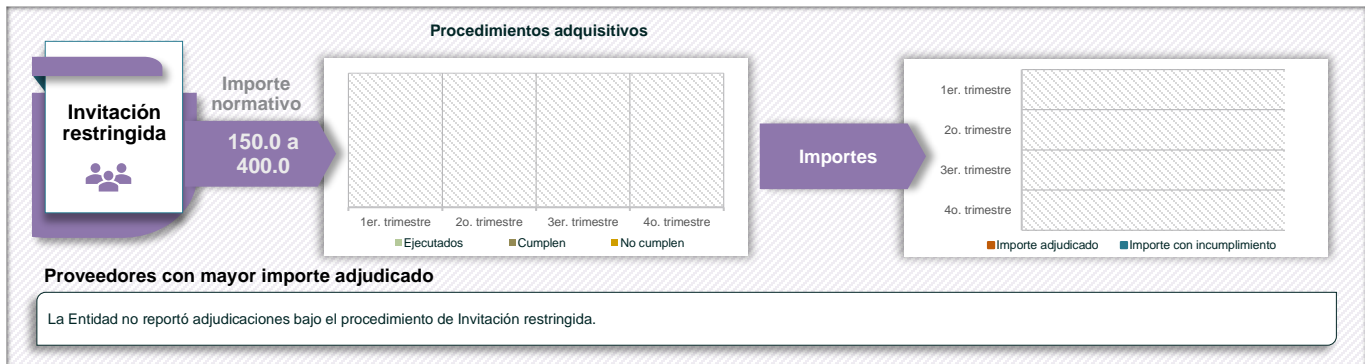 Procedimientos adquisitivos
Invitación
restringida
Importe
normativo
150.0 a
400.0
1er. trimestre 2o. trimestre 3er. trimestre 4o. trimestre
Ejecutados Cumplen No cumplen
Importes
1er. trimestre
2o. trimestre
3er. trimestre
4o. trimestre
Importe adjudicado Importe con incumplimiento
Proveedores con mayor importe adjudicado
La Entidad no reportó adjudicaciones bajo el procedimiento de Invitación restringida.